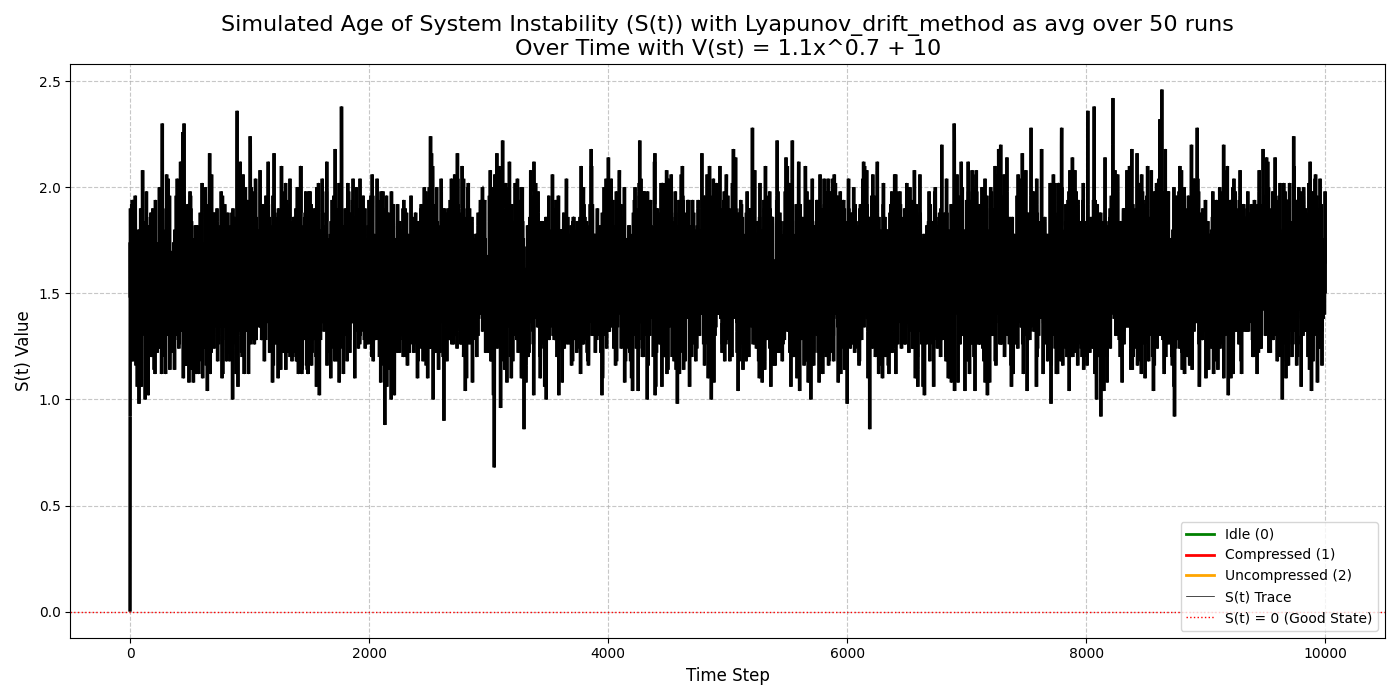 Simulated Age of System Instability (S(t)) with Lyapunov_drift_method as avg over 50 runs
Over Time with V(st) = 1.1x^0.7 + 10
2.5
2.0
1.5
1.0
0.5
0.0
S(t) Value
Idle (0)
Compressed (1)
Uncompressed (2)
S(t) Trace
S(t) = 0 (Good State)
0
2000
4000
6000
8000
10000
Time Step